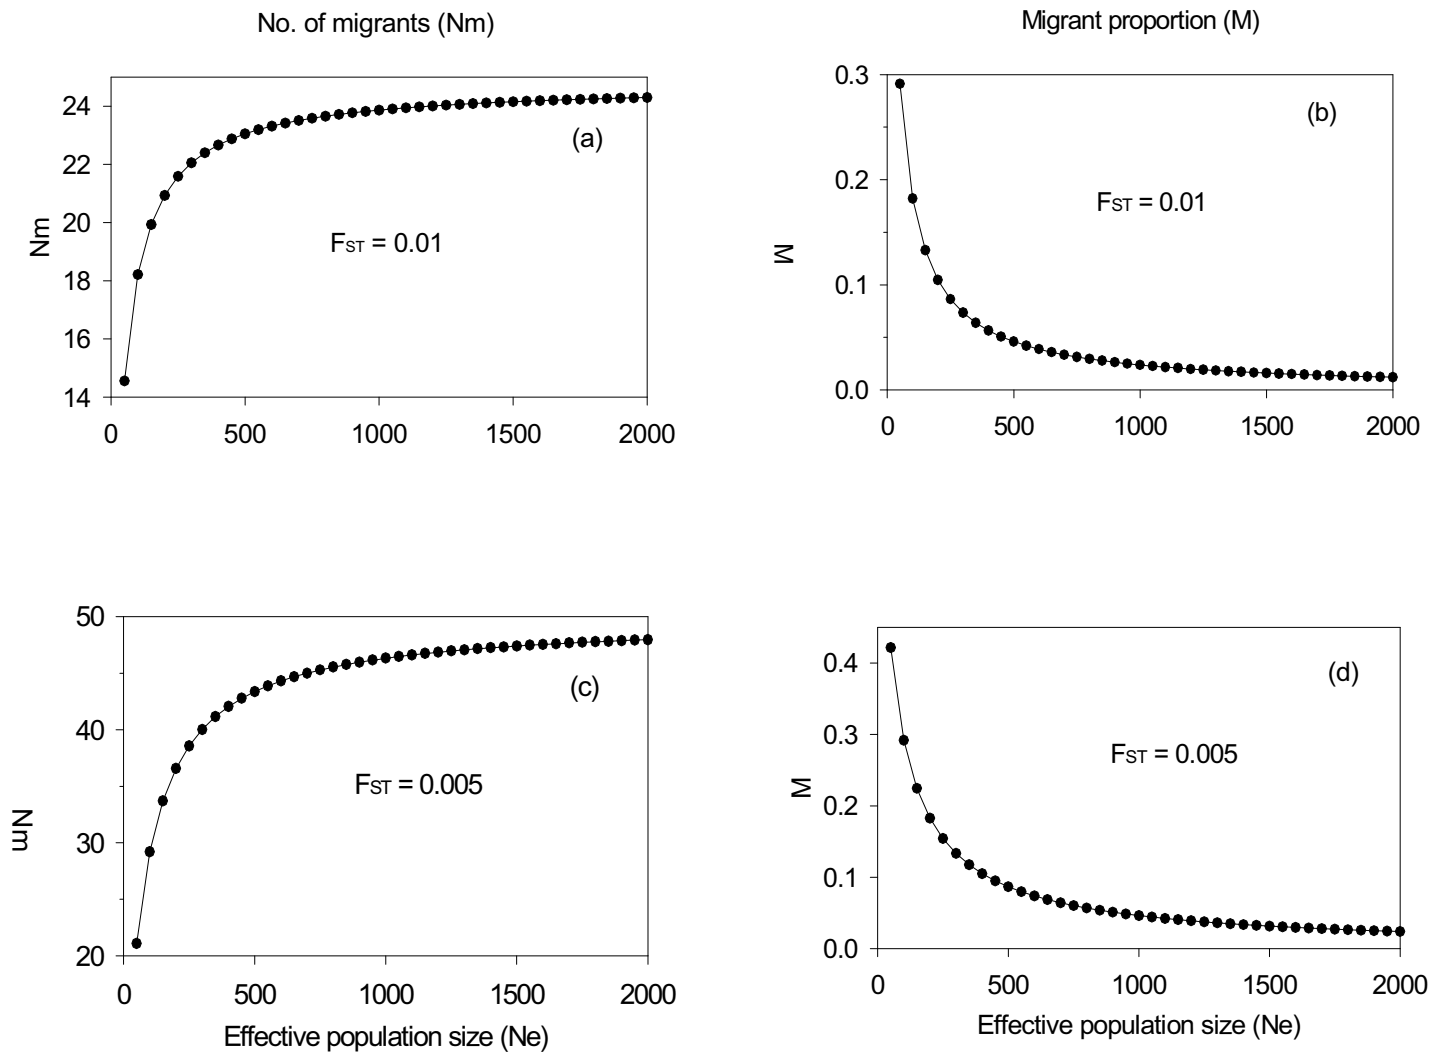 No. of migrants (Nm)
Migrant proportion (M)
24
22
20
18
16
14
Nm
(a)
FST = 0.01
0 500 1000 1500 2000
0.3
0.2
0.1
0.0
M
(b)
FST = 0.01
0 500 1000 1500 2000
50
40
30
20
Nm
(c)
FST = 0.005
0 500 1000 1500 2000
Effective population size (Ne)
0.4
0.3
0.2
0.1
0.0
M
(d)
FST = 0.005
0 500 1000 1500 2000
Effective population size (Ne)